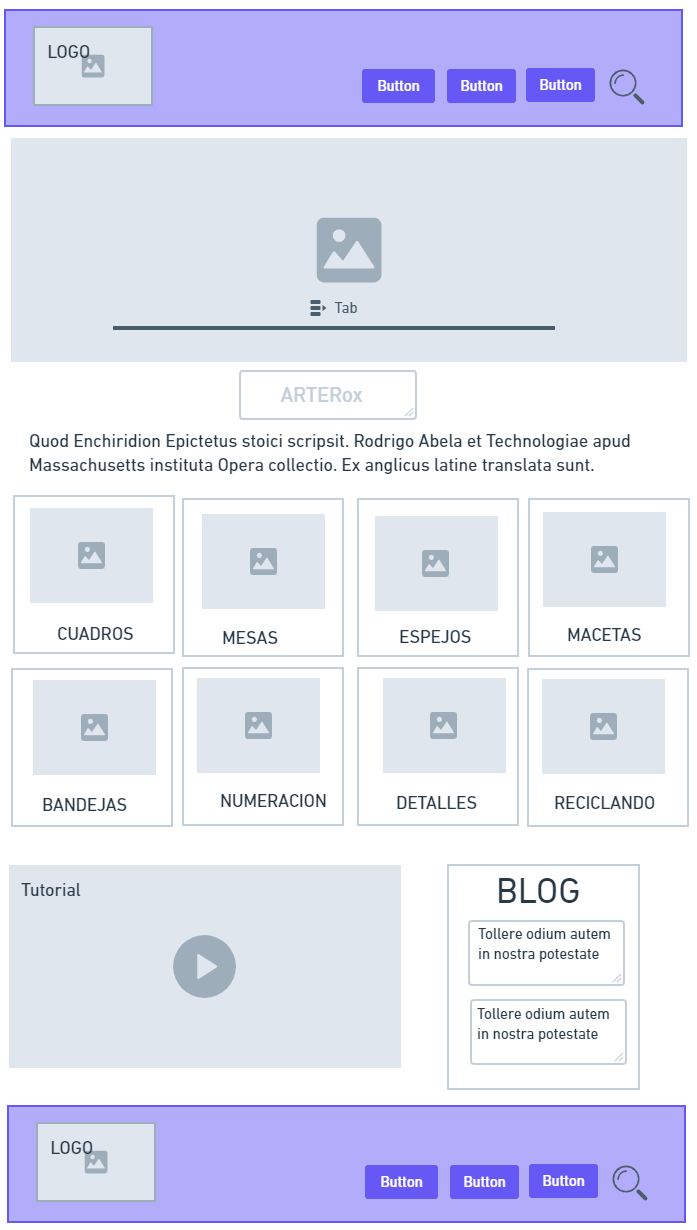 LOGO
Button Button Button
Tab
ARTERox
Quod Enchiridion Epictetus stoici scripsit. Rodrigo Abela et Technologiae apud
Massachusetts instituta Opera collectio. Ex anglicus latine translata sunt.
CUADROS
MESAS
ESPEJOS
MACETAS
BANDEJAS
NUMERACION
DETALLES
RECICLANDO
Tutorial
BLOG
Tollere odium autem
in nostra potestate
Tollere odium autem
in nostra potestate
LOGO
Button Button Button